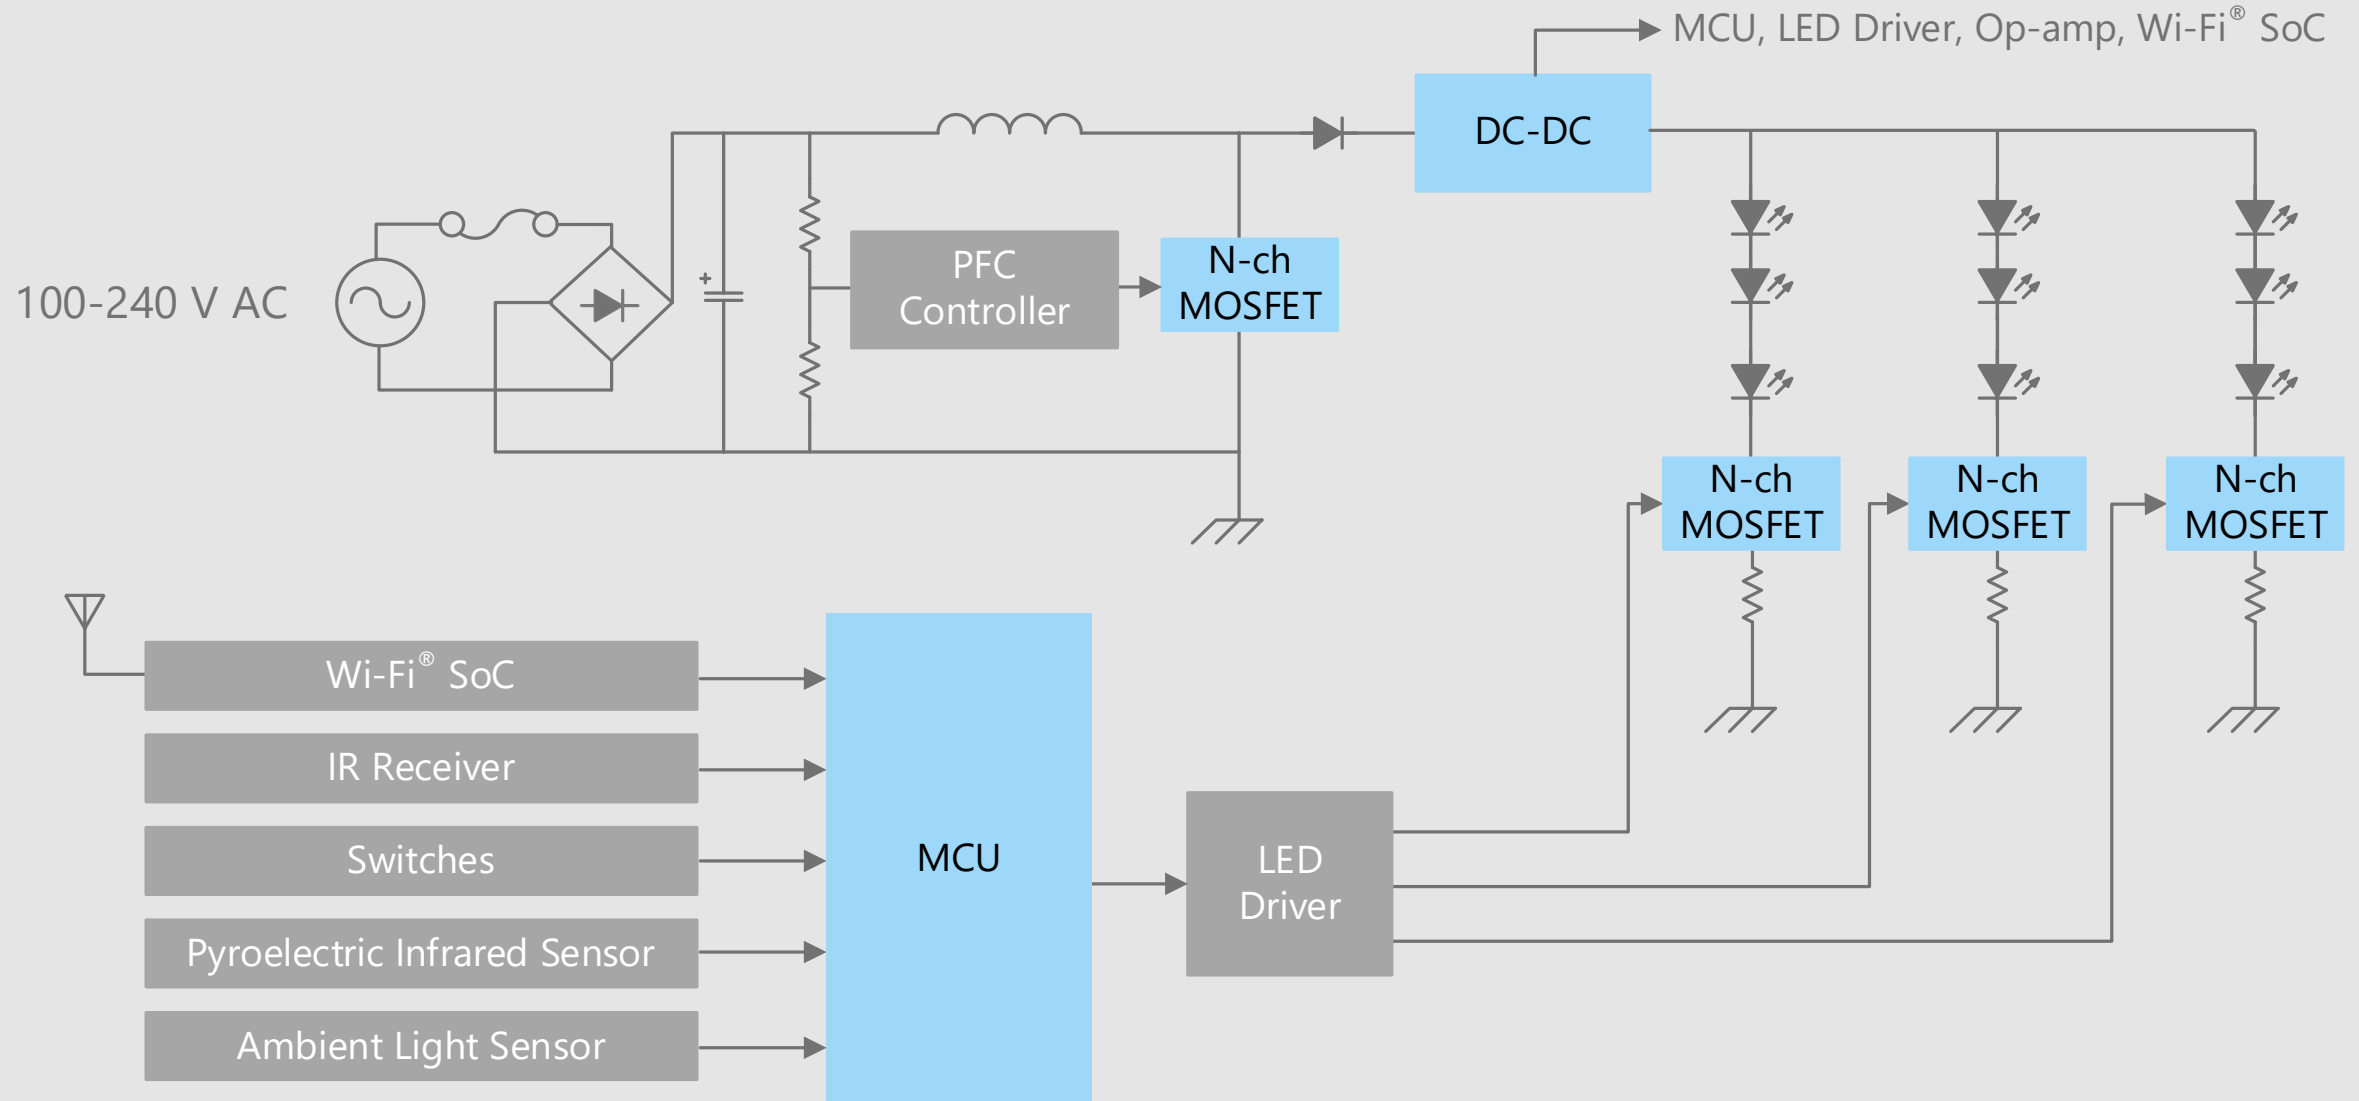 MCU, LED Driver, Op-amp, Wi-Fi® SoC
DC-DC
100-240 V AC
+
PFC
Controller
N-ch
MOSFET
N-ch
MOSFET
N-ch
MOSFET
N-ch
MOSFET
Wi-Fi® SoC
IR Receiver
Switches
Pyroelectric Infrared Sensor
Ambient Light Sensor
MCU
LED
Driver